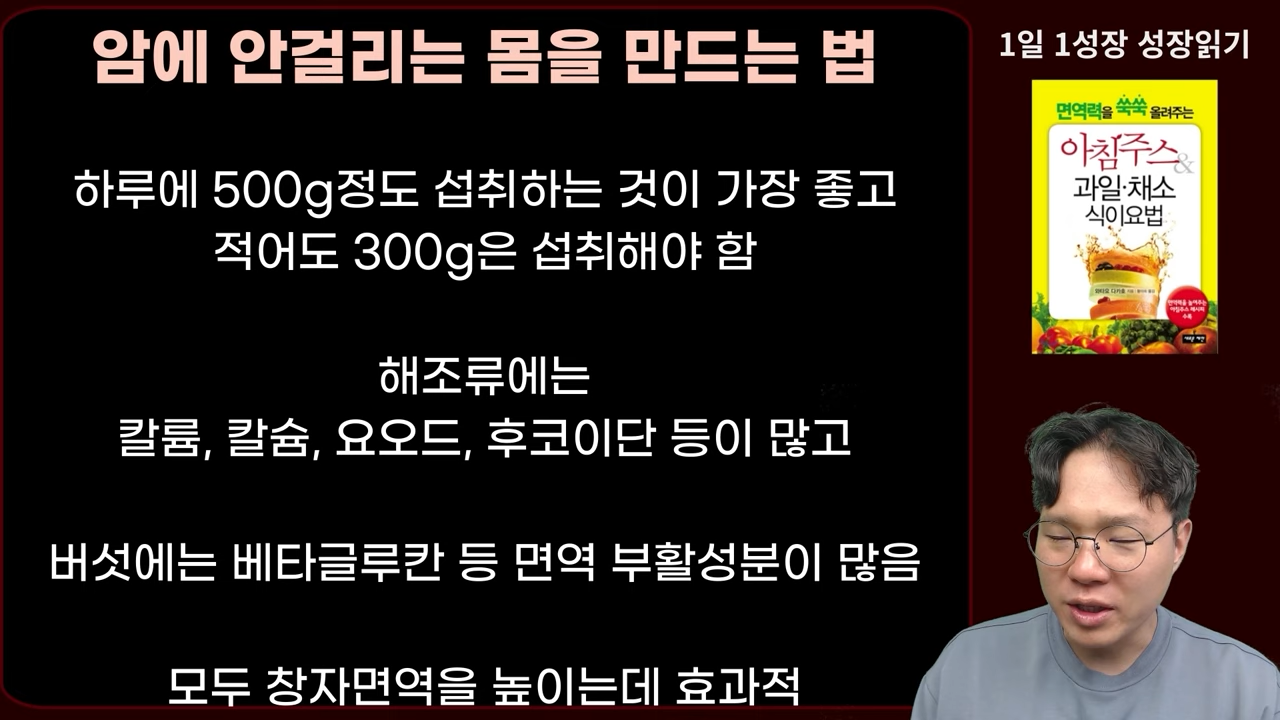 암에 안걸리는 몸을 만드는 법
하루에 500g정도 섭취하는 것이 가장 좋고
적어도 300g은 섭취해야 함
해조류에는
칼륨, 칼슘, 요오드, 후코이단 등이 많고
버섯에는 베타글루칸 등 면역 부활성분이 많음
모두 창자면역을 높이는데 효과적
1일 1성장 성장읽기
면역력을 쑥쑥 올려주는
아침주스&
과일·채소
식이요법